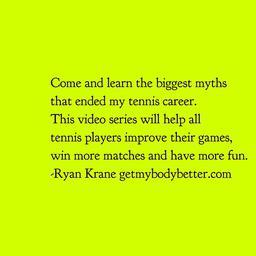 Come and learn the biggest myths
that ended my tennis career.
This video series will help all
tennis players improve their games,
win more matches and have more fun.
-Ryan Krane getmybodybetter.com